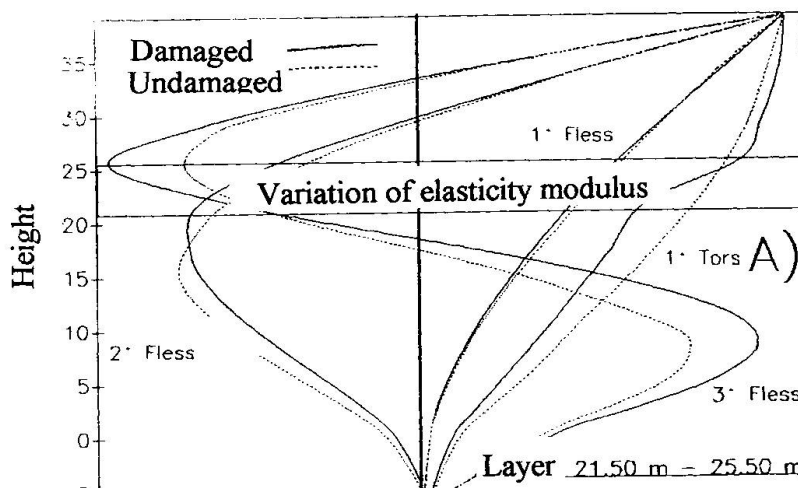 Damaged
Undamaged
35
30
1· Fless
25
Variation of elasticity modulus
20
Height
1· Tors A)
15
10
2· Fless
5
3· Fless
0
Layer 21.50 m – 25.50 m